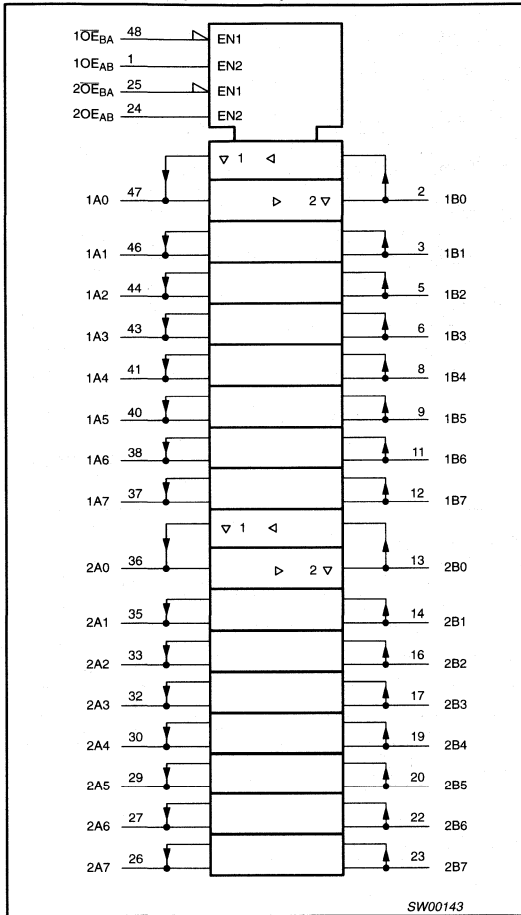 1O̅E̅BA 48 EN1
1OEAB 1 EN2
2O̅E̅BA 25 EN1
2OEAB 24 EN2
▽ 1 ◁
1A0 47 ▷ 2 ▽ 2 1B0
1A1 46 3 1B1
1A2 44 5 1B2
1A3 43 6 1B3
1A4 41 8 1B4
1A5 40 9 1B5
1A6 38 11 1B6
1A7 37 12 1B7
▽ 1 ◁
2A0 36 ▷ 2 ▽ 13 2B0
2A1 35 14 2B1
2A2 33 16 2B2
2A3 32 17 2B3
2A4 30 19 2B4
2A5 29 20 2B5
2A6 27 22 2B6
2A7 26 23 2B7
SW00143